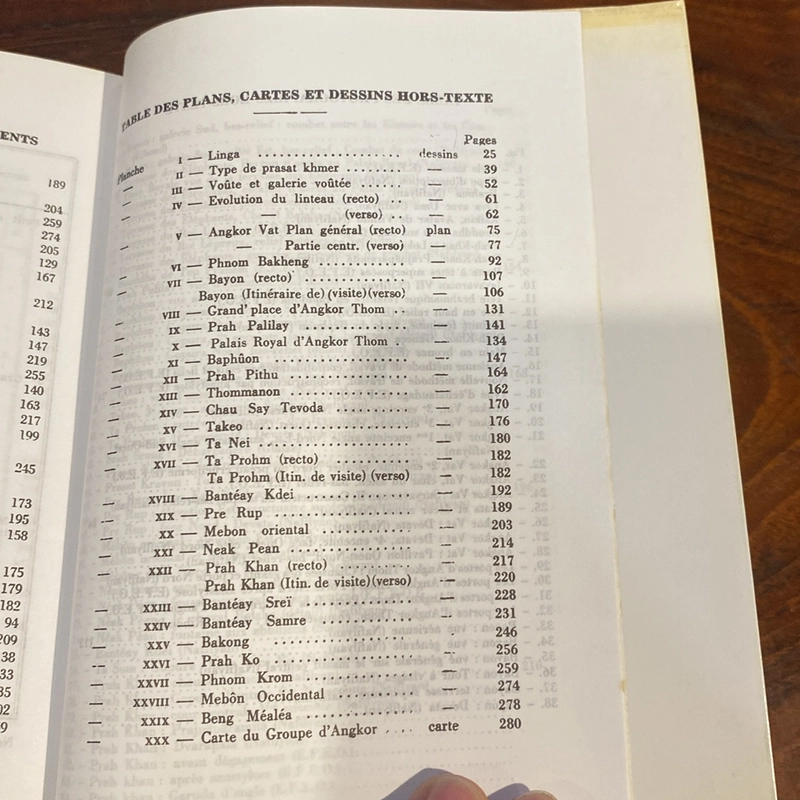 ENTS
189
204
259
274
205
129
167
212
143
147
219
255
140
163
217
199
245
173
195
158
175
179
182
94
209
38
33
35
02
9
TABLE DES PLANS, CARTES ET DESSINS HORS-TEXTE
Pages
Planche I — Linga .................... dessins 25
— II — Type de prasat khmer ........ — 39
— III — Voûte et galerie voûtée ...... — 52
— IV — Evolution du linteau (recto) .. — 61
— (verso) .. — 62
— V — Angkor Vat Plan général (recto) plan 75
— — Partie centr. (verso) — 77
— VI — Phnom Bakheng ............ — 92
— VII — Bayon (recto) .............. — 107
Bayon (Itinéraire de) (visite) (verso) — 106
— VIII — Grand'place d'Angkor Thom .. — 131
— IX — Prah Palilay ............... — 141
— X — Palais Royal d'Angkor Thom . — 134
— XI — Baphûon ................... — 147
— XII — Prah Pithu ................. — 164
— XIII — Thommanon ................ — 162
— XIV — Chau Say Tevoda .......... — 170
— XV — Takeo ..................... — 176
— XVI — Ta Nei ..................... — 180
— XVII — Ta Prohm (recto) .......... — 182
Ta Prohm (Itin. de visite) (verso) — 182
— XVIII — Bantéay Kdei .............. — 192
— XIX — Pre Rup .................... — 189
— XX — Mebon oriental ............ — 203
— XXI — Neak Pean ................. — 214
— XXII — Prah Khan (recto) .......... — 217
Prah Khan (Itin. de visite) (verso) — 220
— XXIII — Bantéay Sreï ............... — 228
— XXIV — Bantéay Samre ............. — 231
— XXV — Bakong ................... — 246
— XXVI — Prah Ko ................... — 256
— XXVII — Phnom Krom .............. — 259
— XXVIII — Mebôn Occidental .......... — 274
— XXIX — Beng Méaléa .............. — 278
— XXX — Carte du Groupe d'Angkor .... carte 280